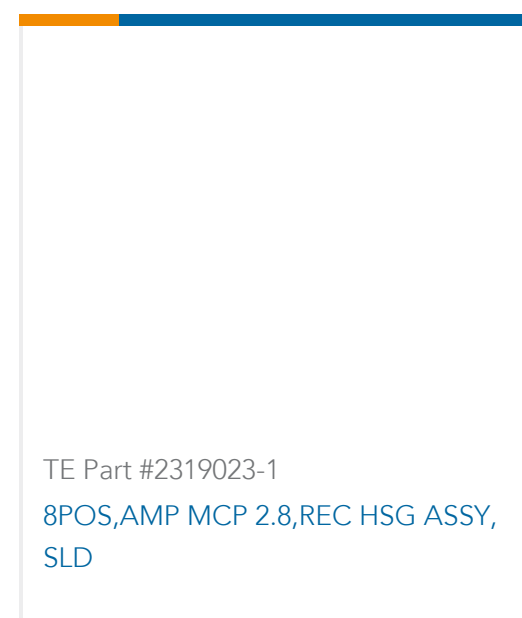 TE Part #2319023-1
8POS,AMP MCP 2.8,REC HSG ASSY,
SLD